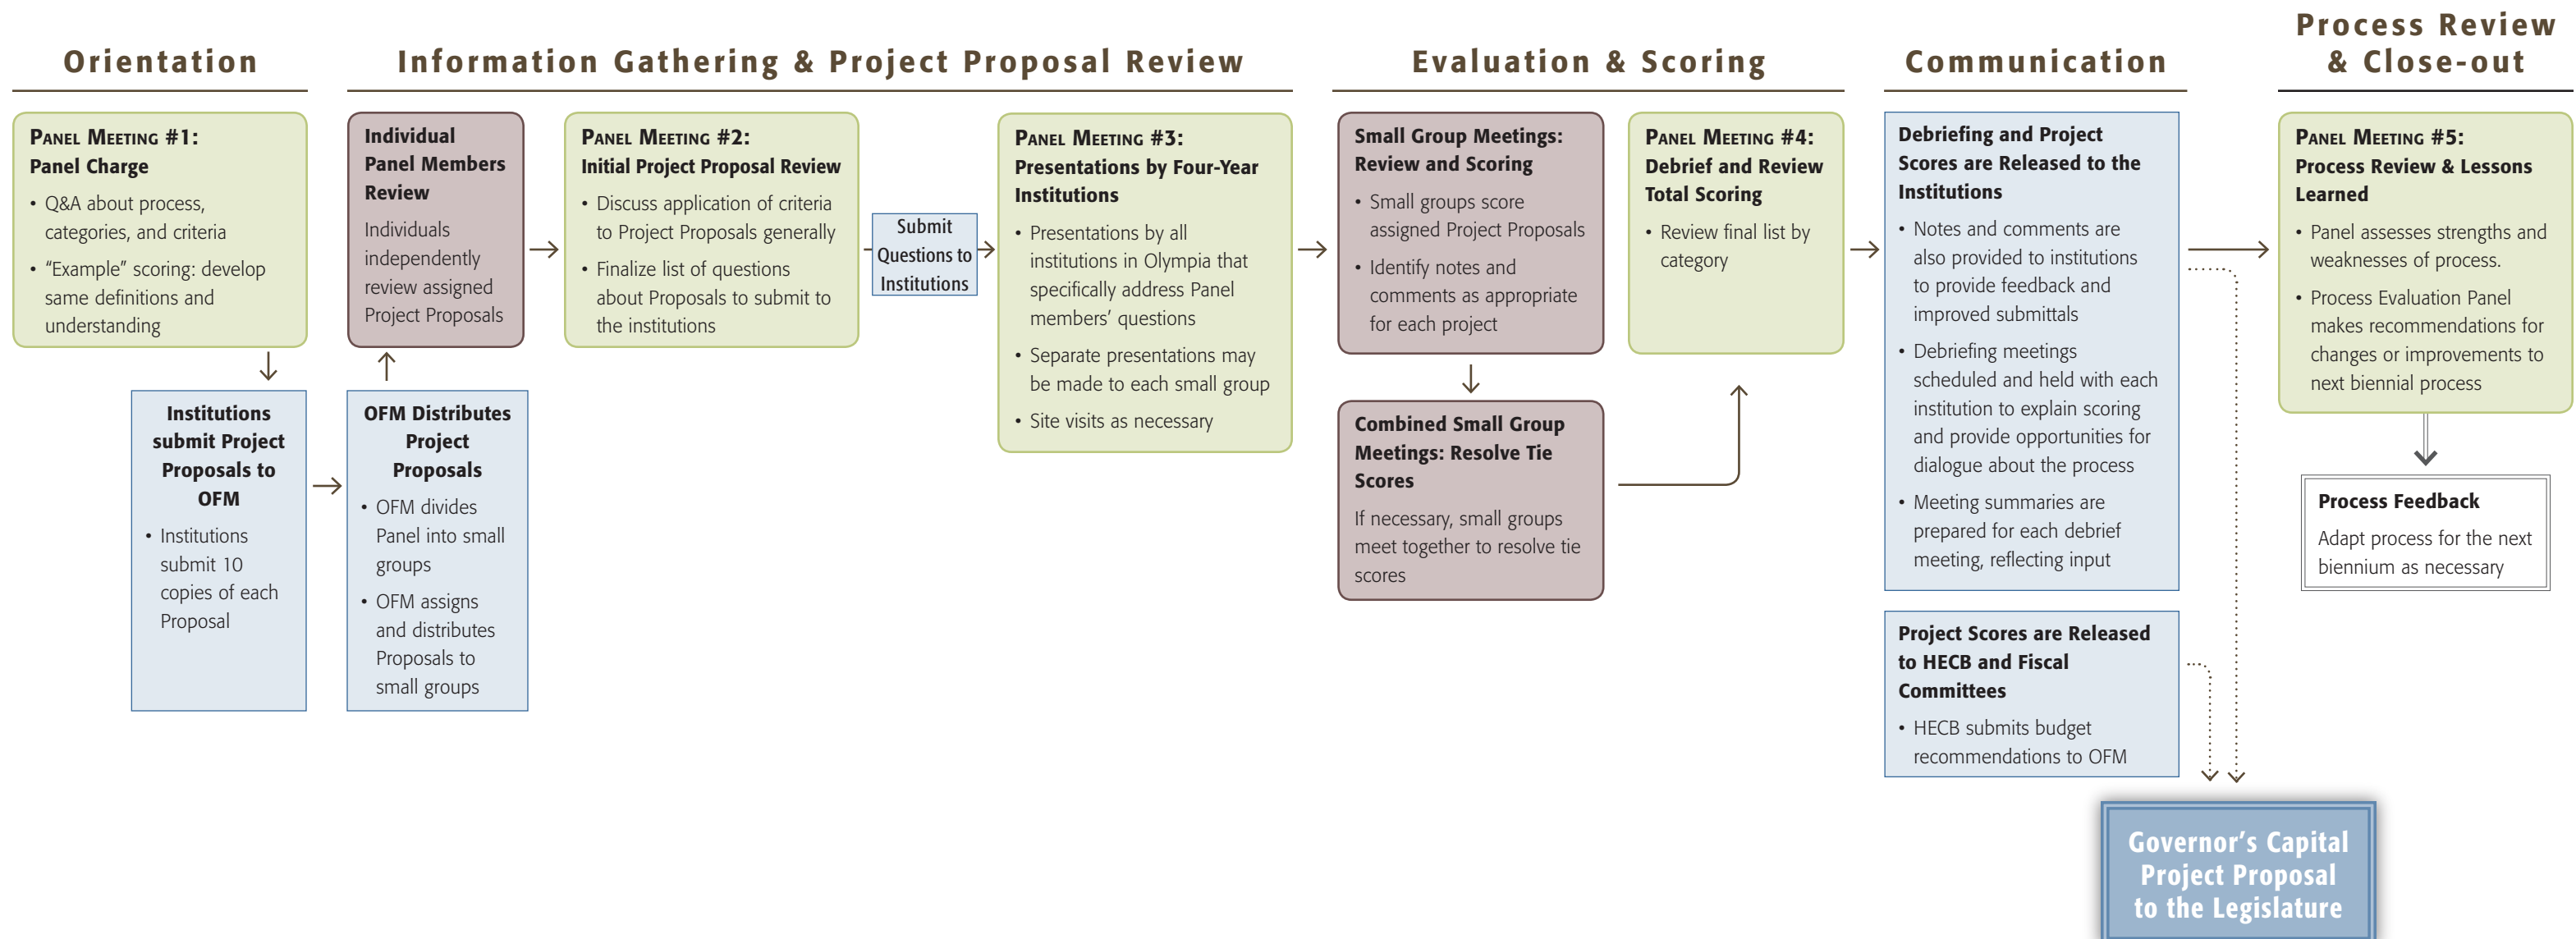 Orientation
PANEL MEETING #1:
Panel Charge
• Q&A about process,
categories, and criteria
• “Example” scoring: develop
same definitions and
understanding
Institutions
submit Project
Proposals to
OFM
• Institutions
submit 10
copies of each
Proposal
Information Gathering & Project Proposal Review
OFM Distributes
Project
Proposals
• OFM divides
Panel into small
groups
• OFM assigns
and distributes
Proposals to
small groups
Individual
Panel Members
Review
Individuals
independently
review assigned
Project Proposals
PANEL MEETING #2:
Initial Project Proposal Review
• Discuss application of criteria
to Project Proposals generally
• Finalize list of questions
about Proposals to submit to
the institutions
Submit
Questions to
Institutions
PANEL MEETING #3:
Presentations by Four-Year
Institutions
• Presentations by all
institutions in Olympia that
specifically address Panel
members’ questions
• Separate presentations may
be made to each small group
• Site visits as necessary
Evaluation & Scoring
Small Group Meetings:
Review and Scoring
• Small groups score
assigned Project Proposals
• Identify notes and
comments as appropriate
for each project
Combined Small Group
Meetings: Resolve Tie
Scores
If necessary, small groups
meet together to resolve tie
scores
PANEL MEETING #4:
Debrief and Review
Total Scoring
• Review final list by
category
Communication
Debriefing and Project
Scores are Released to the
Institutions
• Notes and comments are
also provided to institutions
to provide feedback and
improved submittals
• Debriefing meetings
scheduled and held with each
institution to explain scoring
and provide opportunities for
dialogue about the process
• Meeting summaries are
prepared for each debrief
meeting, reflecting input
Project Scores are Released
to HECB and Fiscal
Committees
• HECB submits budget
recommendations to OFM
Process Review
& Close-out
PANEL MEETING #5:
Process Review & Lessons
Learned
• Panel assesses strengths and
weaknesses of process.
• Process Evaluation Panel
makes recommendations for
changes or improvements to
next biennial process
Process Feedback
Adapt process for the next
biennium as necessary
Governor’s Capital
Project Proposal
to the Legislature